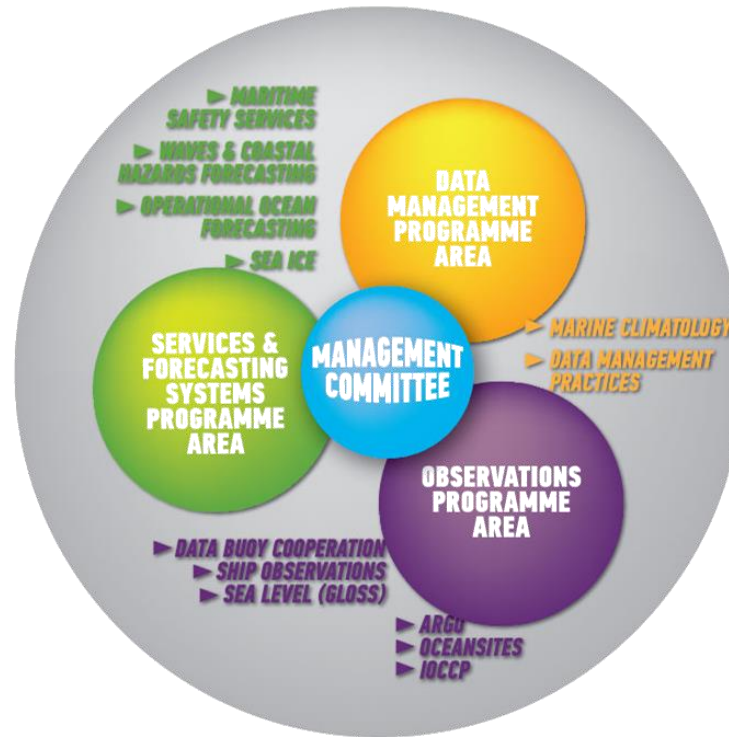 ► MARITIME
SAFETY SERVICES
► WAVES & COASTAL
HAZARDS FORECASTING
► OPERATIONAL OCEAN
FORECASTING
► SEA ICE
DATA
MANAGEMENT
PROGRAMME
AREA
► MARINE CLIMATOLOGY
► DATA MANAGEMENT
PRACTICES
SERVICES &
FORECASTING
SYSTEMS
PROGRAMME
AREA
MANAGEMENT
COMMITTEE
OBSERVATIONS
PROGRAMME
AREA
► DATA BUOY COOPERATION
► SHIP OBSERVATIONS
► SEA LEVEL (GLOSS)
► ARGO
► OCEANSITES
► IOCCP